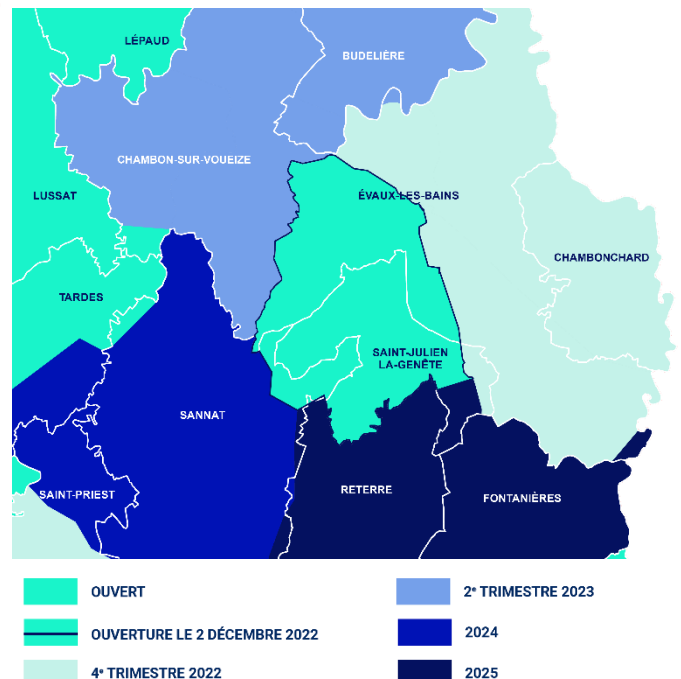 LÉPAUD
BUDELIÈRE
CHAMBON-SUR-VOUEIZE
LUSSAT
ÉVAUX-LES-BAINS
CHAMBONCHARD
TARDES
SAINT-JULIEN
LA-GENÊTE
SANNAT
SAINT-PRIEST
RETERRE
FONTANIÈRES
OUVERT
OUVERTURE LE 2 DÉCEMBRE 2022
4e TRIMESTRE 2022
2e TRIMESTRE 2023
2024
2025